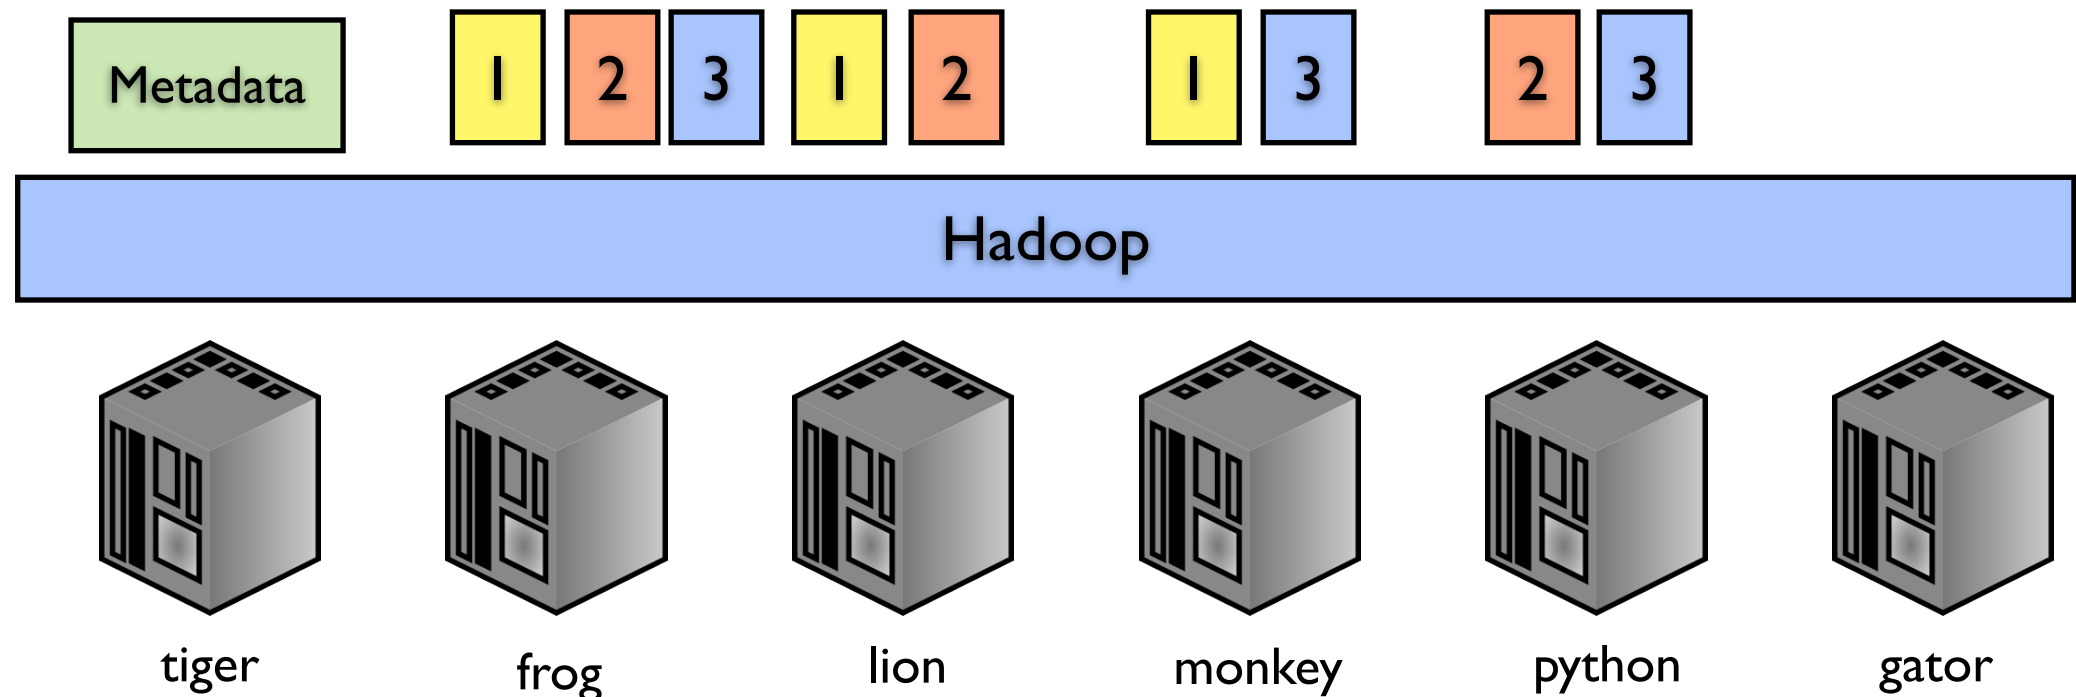 Metadata 1 2 3 1 2 1 3 2 3
Hadoop
tiger frog lion monkey python gator